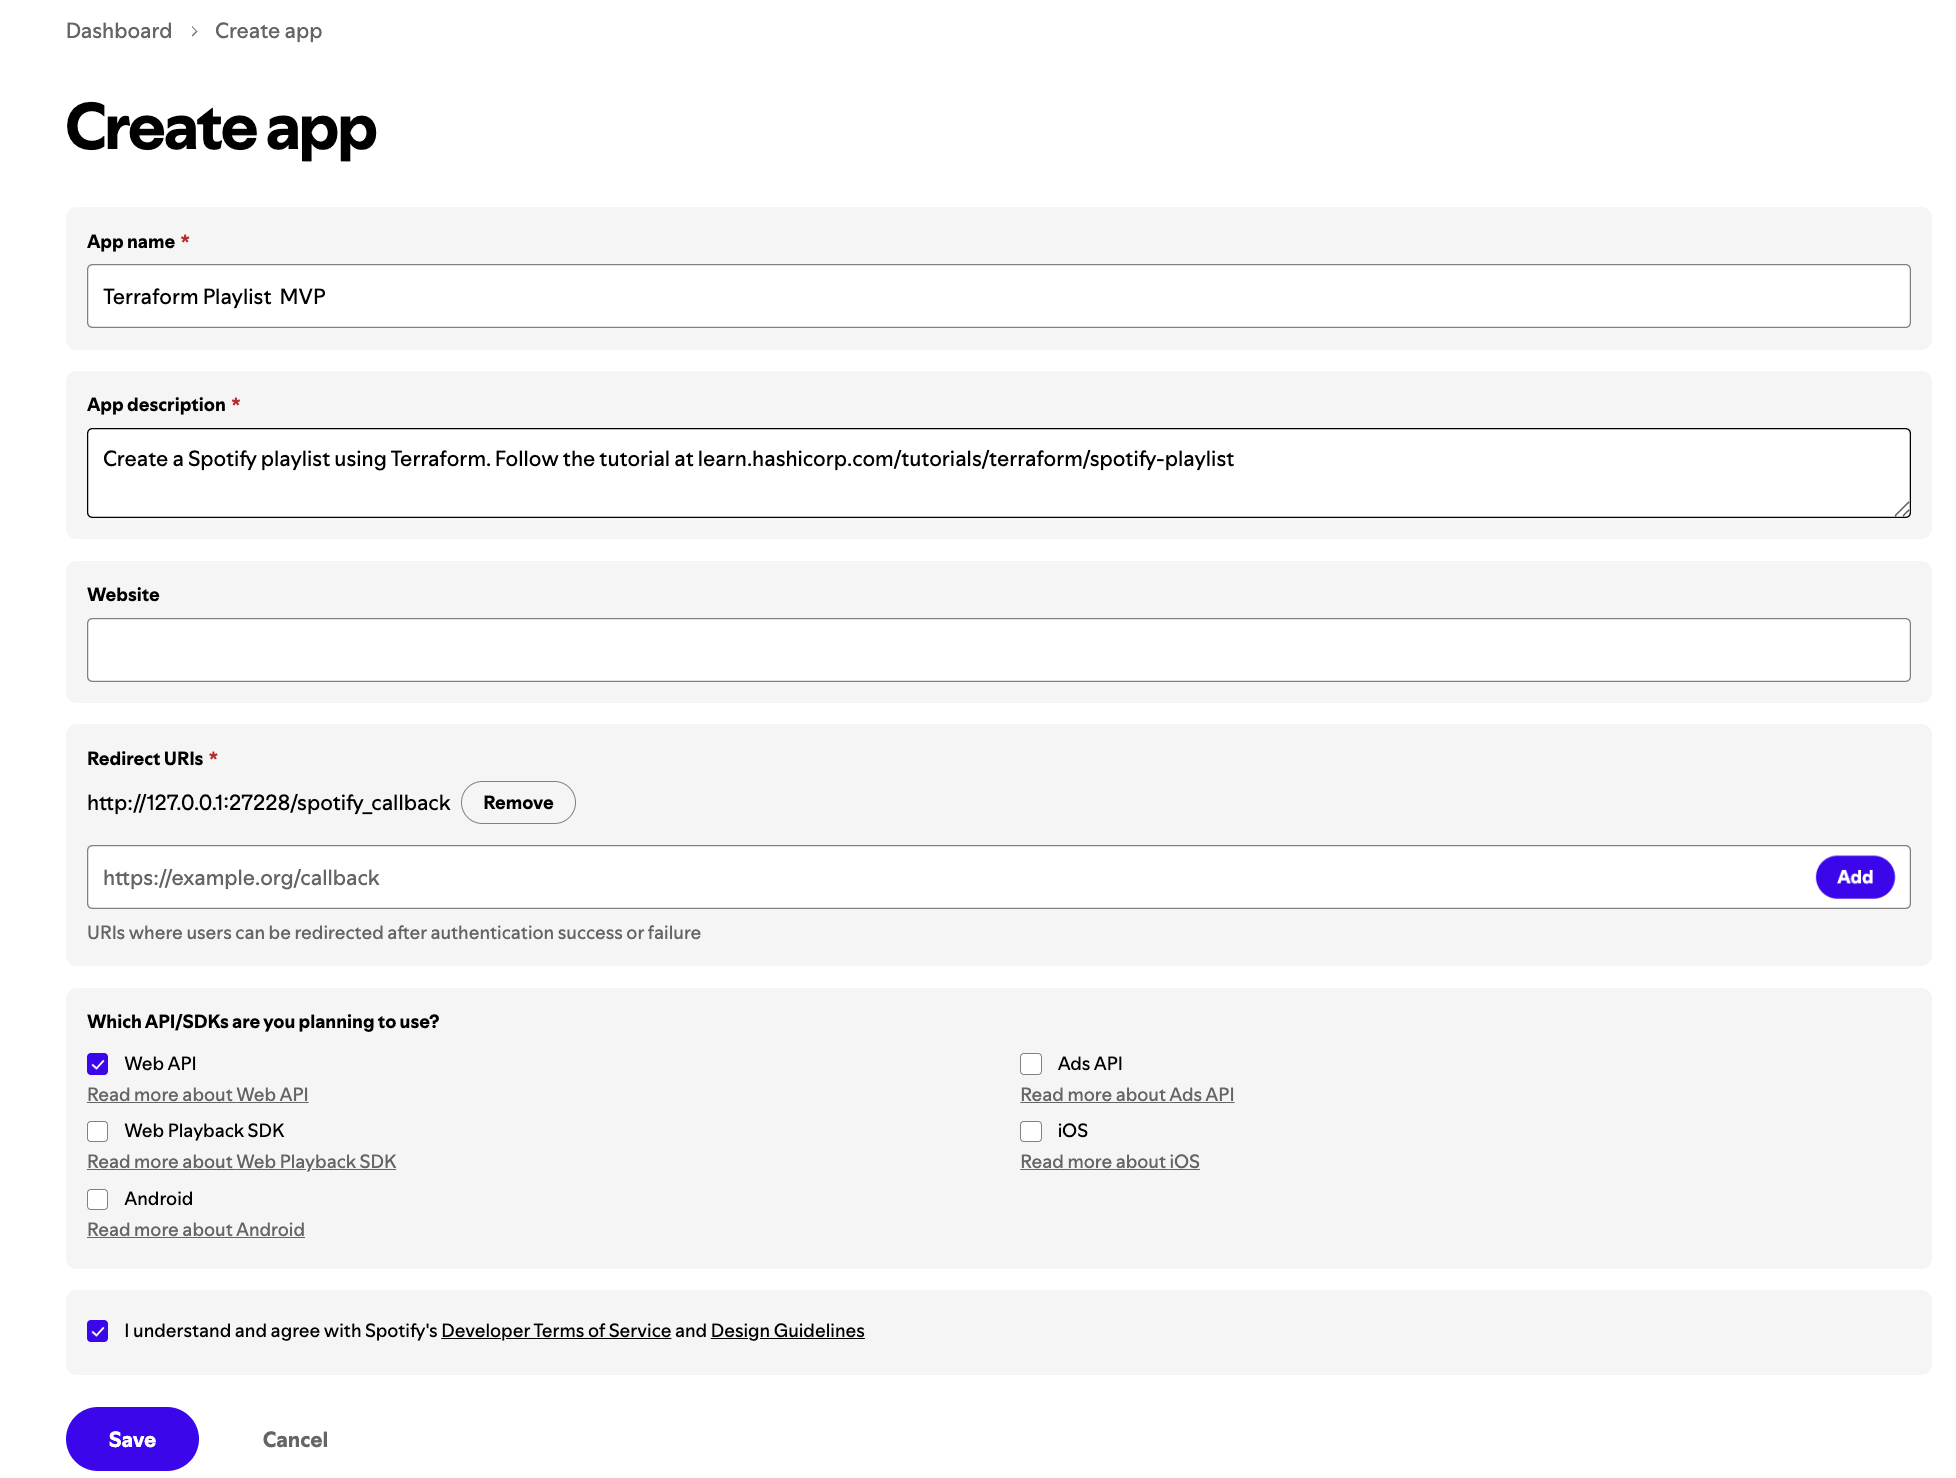 Dashboard > Create app
Create app
App name *
Terraform Playlist  MVP
App description *
Create a Spotify playlist using Terraform. Follow the tutorial at learn.hashicorp.com/tutorials/terraform/spotify-playlist
Website
Redirect URIs *
http://127.0.0.1:27228/spotify_callback Remove
https://example.org/callback Add
URIs where users can be redirected after authentication success or failure
Which API/SDKs are you planning to use?
Web API
Read more about Web API
Web Playback SDK
Read more about Web Playback SDK
Android
Read more about Android
Ads API
Read more about Ads API
iOS
Read more about iOS
I understand and agree with Spotify's Developer Terms of Service and Design Guidelines
Save Cancel